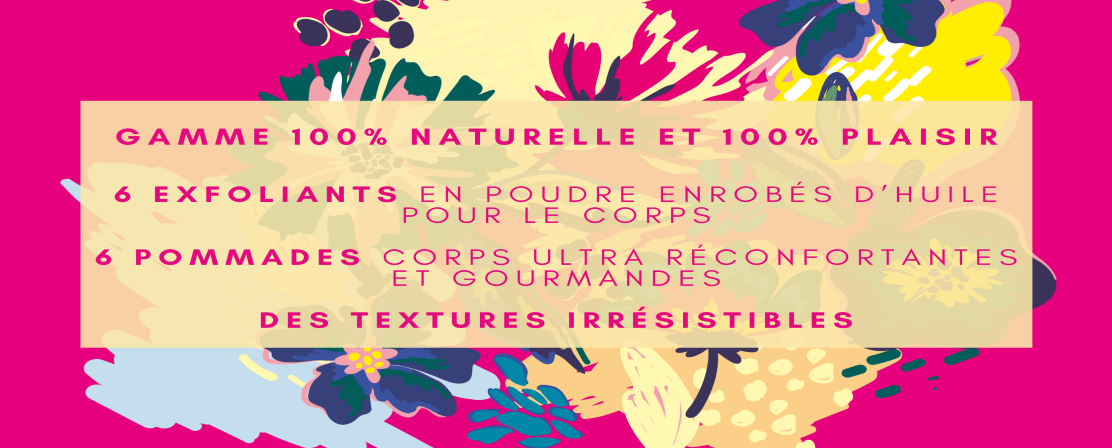 GAMME 100% NATURELLE ET 100% PLAISIR
6 EXFOLIANTS EN POUDRE ENROBÉS D'HUILE
POUR LE CORPS
6 POMMADES CORPS ULTRA RÉCONFORTANTES
ET GOURMANDES
DES TEXTURES IRRÉSISTIBLES